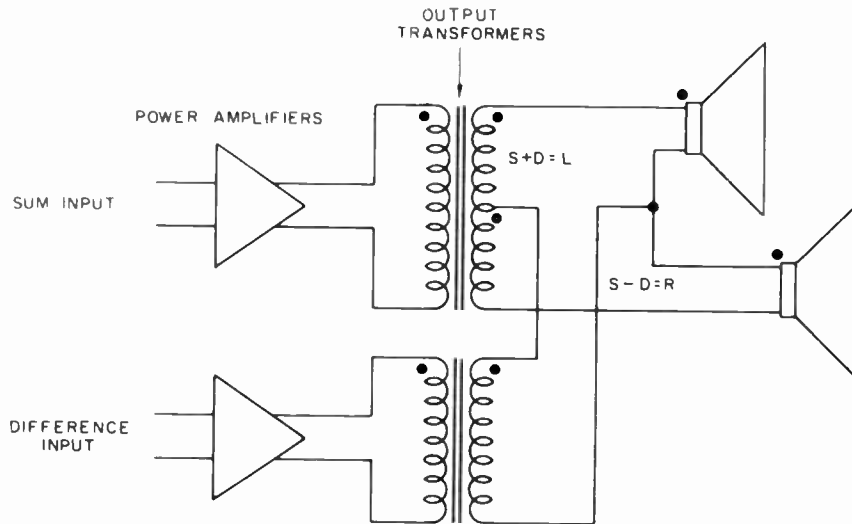 OUTPUT
TRANSFORMERS
POWER AMPLIFIERS
S+D=L
SUM INPUT
S-D=R
DIFFERENCE
INPUT